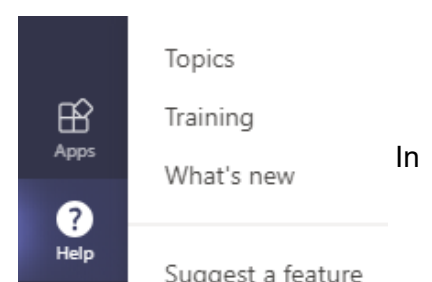 Topics
Training
Apps
What's new
In
?
Help
Suggest a feature